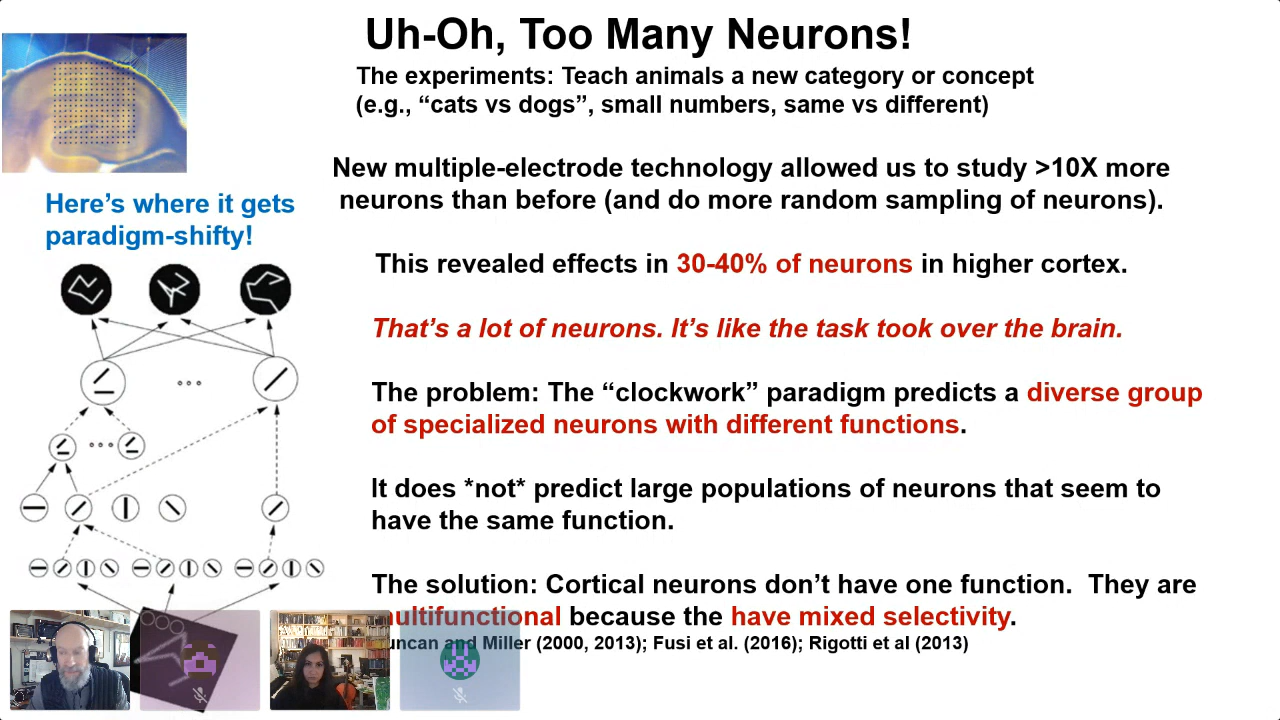 Uh-Oh, Too Many Neurons!
The experiments: Teach animals a new category or concept
(e.g., “cats vs dogs”, small numbers, same vs different)
New multiple-electrode technology allowed us to study >10X more
neurons than before (and do more random sampling of neurons).
Here’s where it gets
paradigm-shifty!
This revealed effects in 30-40% of neurons in higher cortex.
That’s a lot of neurons. It’s like the task took over the brain.
The problem: The “clockwork” paradigm predicts a diverse group
of specialized neurons with different functions.
It does *not* predict large populations of neurons that seem to
have the same function.
The solution: Cortical neurons don’t have one function. They are
multifunctional because the have mixed selectivity.
Duncan and Miller (2000, 2013); Fusi et al. (2016); Rigotti et al (2013)